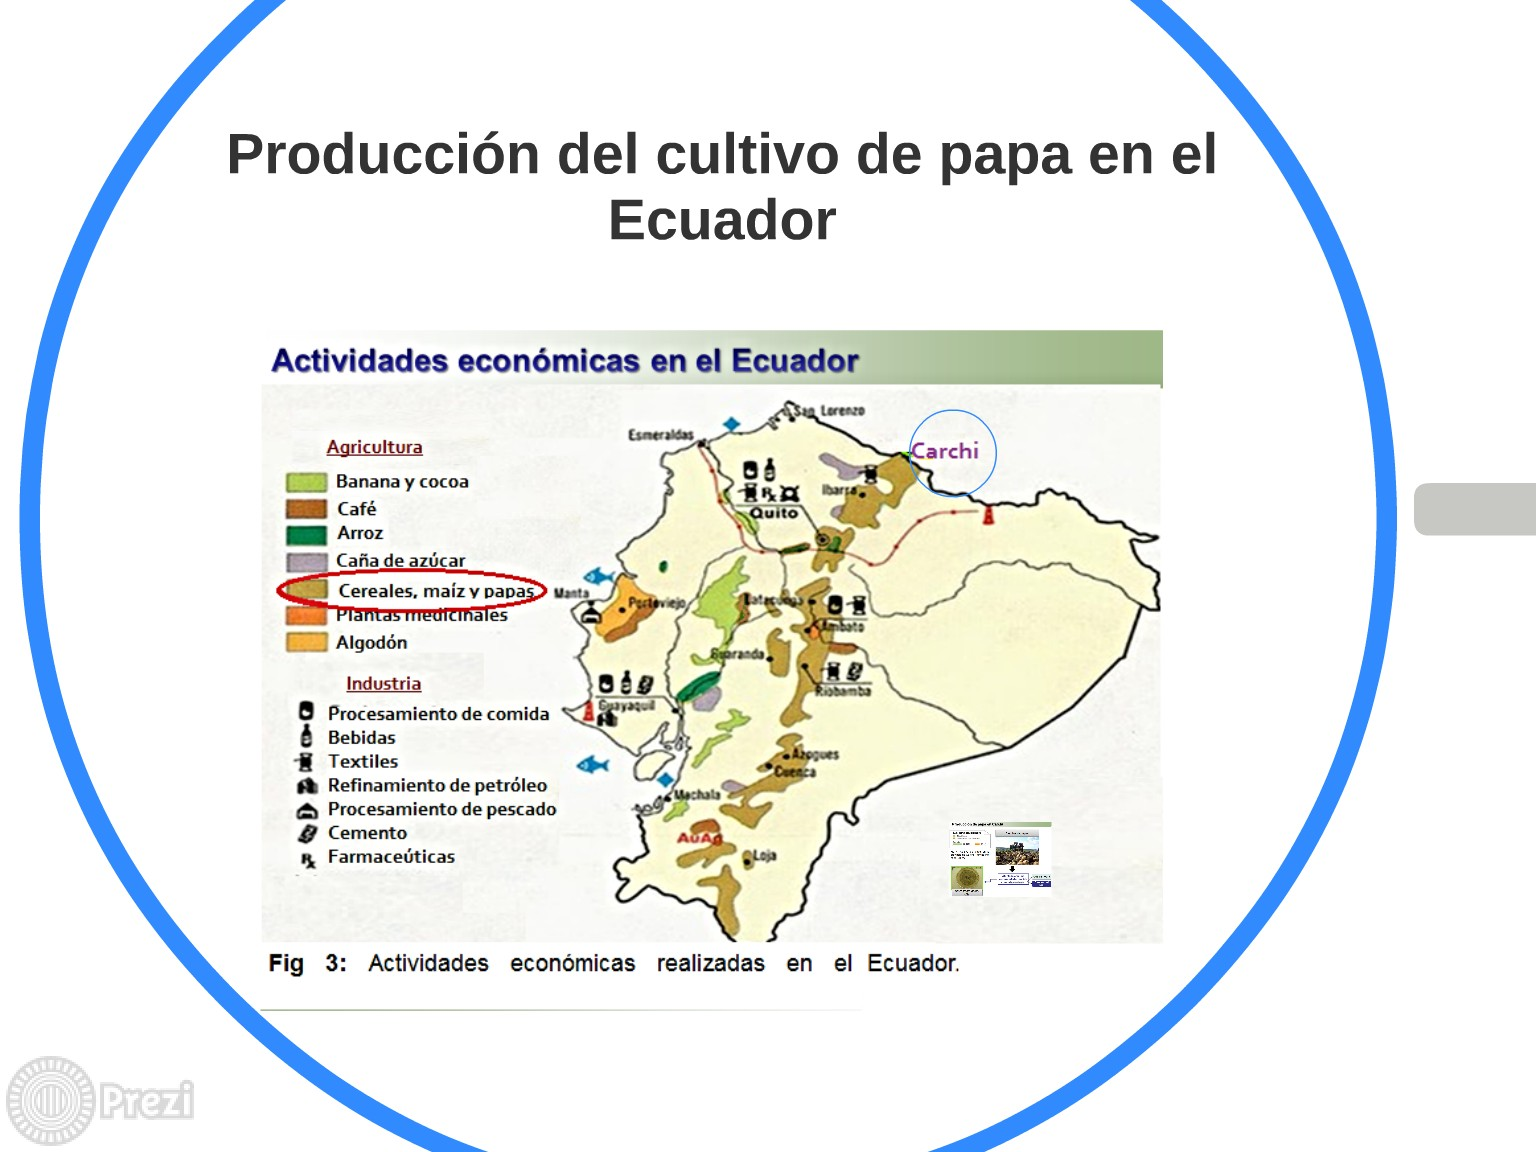 Producción del cultivo de papa en el
Ecuador
Actividades económicas en el Ecuador
Agricultura
Banana y cocoa
Café
Arroz
Caña de azúcar
Cereales, maíz y papas
Plantas medicinales
Algodón
Industria
Procesamiento de comida
Bebidas
Textiles
Refinamiento de petróleo
Procesamiento de pescado
Cemento
Rx Farmaceúticas
San Lorenzo
Esmeraldas
Carchi
Ibarra
Rx
Quito
Manta
Portoviejo
Latacunga
Ambato
Guaranda
Riobamba
Guayaquil
Azogues
Cuenca
Machala
AuAg
Loja
Fig 3: Actividades económicas realizadas en el Ecuador.
Prezi